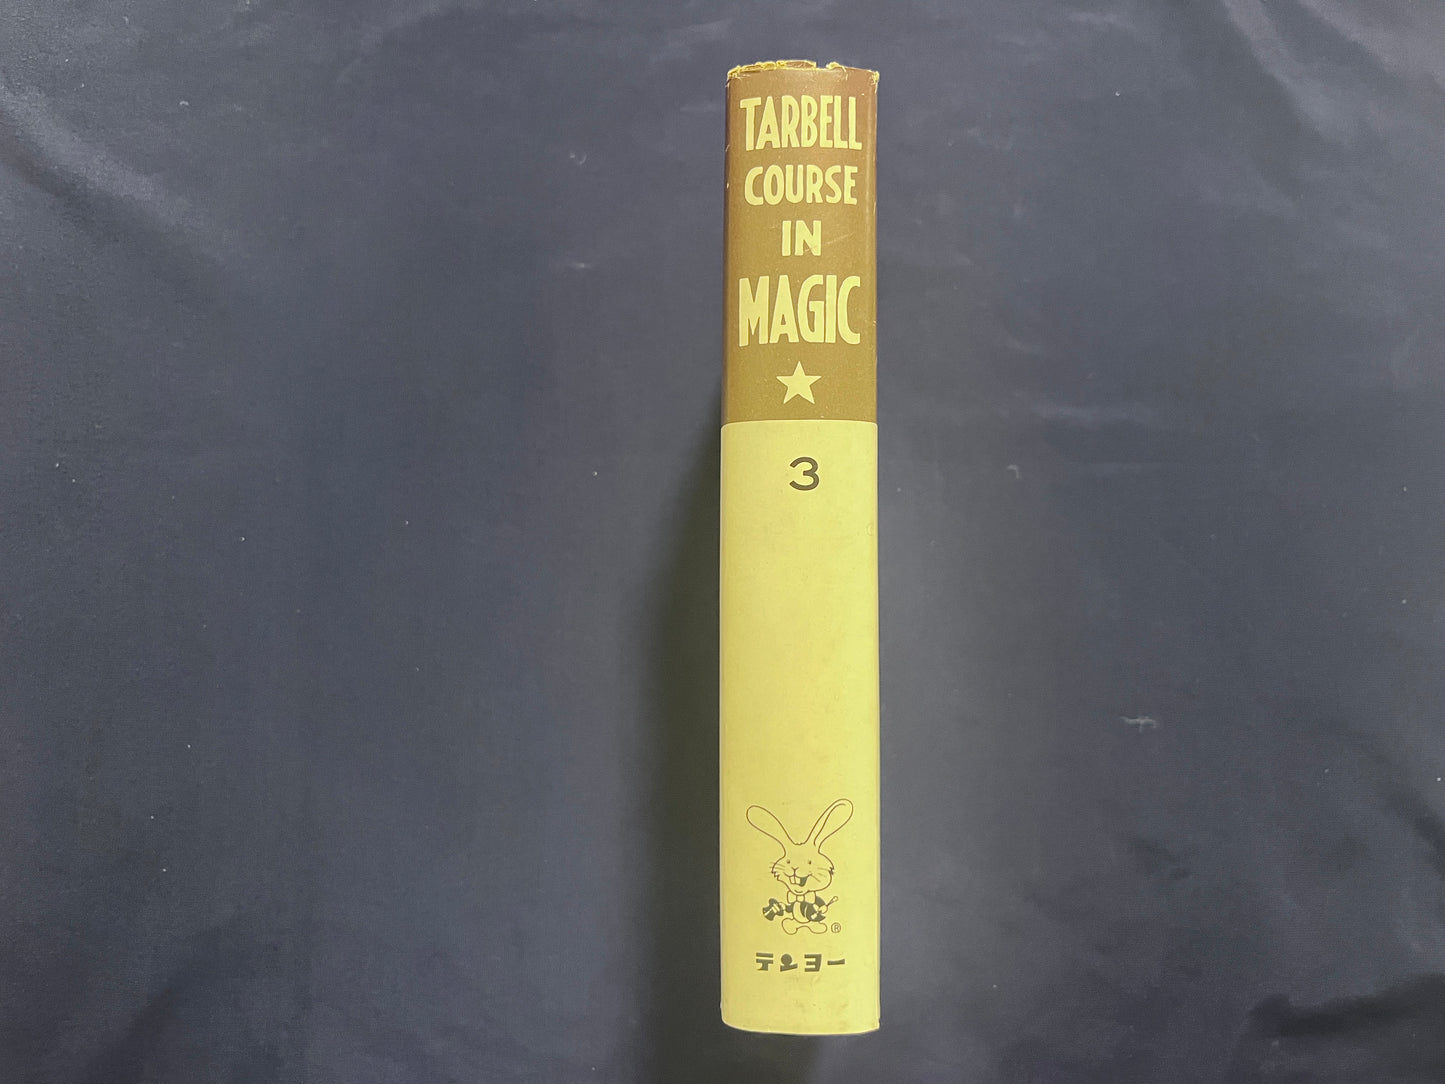 TARBELL
COURSE
IN
MAGIC
3
®
テンヨー